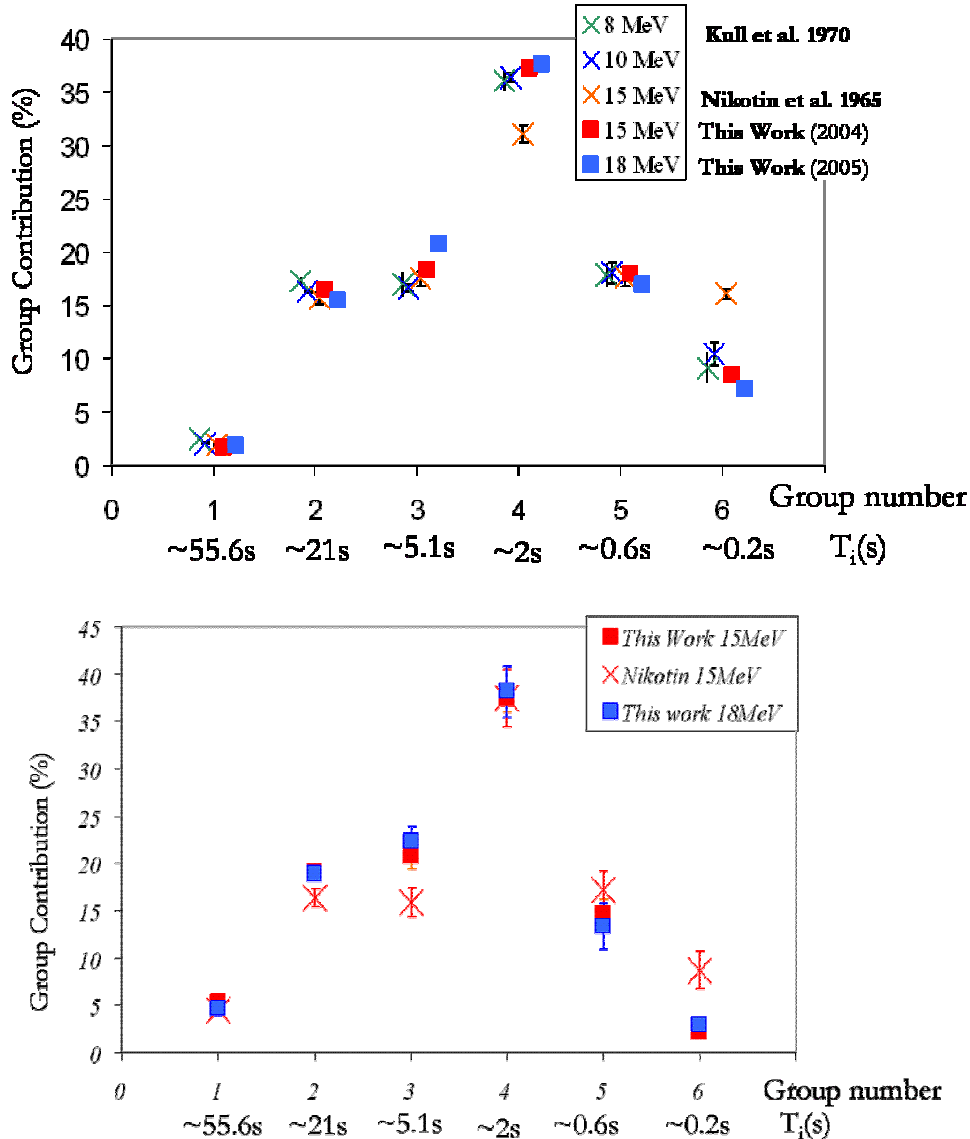 8 MeV Kull et al. 1970
10 MeV
15 MeV Nikotin et al. 1965
15 MeV This Work (2004)
18 MeV This Work (2005)
Group Contribution (%)
40
35
30
25
20
15
10
5
0
0 1 2 3 4 5 6 Group number
~55.6s ~21s ~5.1s ~2s ~0.6s ~0.2s Ti(s)
This Work 15MeV
Nikotin 15MeV
This work 18MeV
Group Contribution (%)
45
40
35
30
25
20
15
10
5
0
0 1 2 3 4 5 6 Group number
~55.6s ~21s ~5.1s ~2s ~0.6s ~0.2s Ti(s)